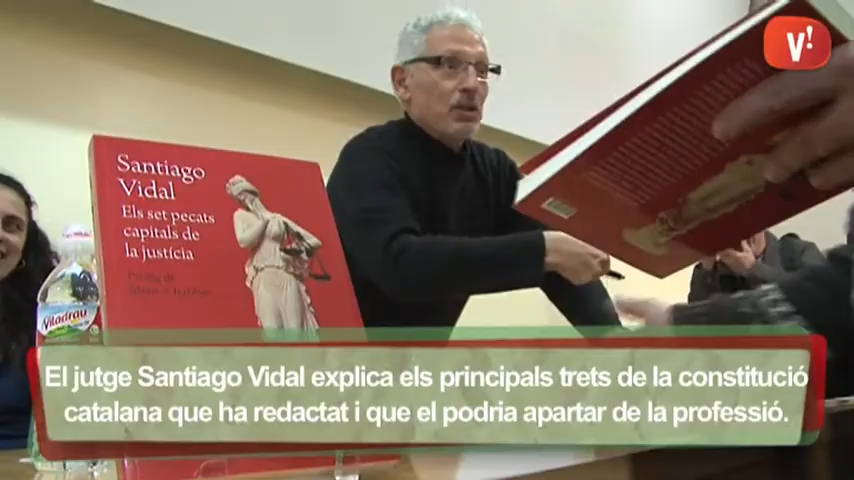 V!
Santiago
Vidal
Els set pecats
capitals de
la justícia
Viladrau
El jutge Santiago Vidal explica els principals trets de la constitució
catalana que ha redactat i que el podria apartar de la professió.